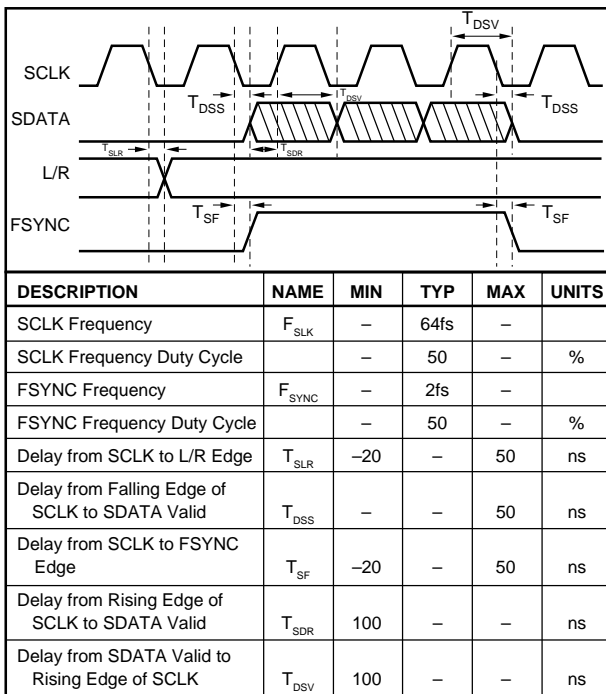 T_DSV
SCLK
T_DSS T_DSV T_DSS
SDATA
T_SLR T_SDR
L/R
T_SF T_SF
FSYNC
DESCRIPTION NAME MIN TYP MAX UNITS
SCLK Frequency F_SLK – 64fs –
SCLK Frequency Duty Cycle – 50 – %
FSYNC Frequency F_SYNC – 2fs –
FSYNC Frequency Duty Cycle – 50 – %
Delay from SCLK to L/R Edge T_SLR –20 – 50 ns
Delay from Falling Edge of
SCLK to SDATA Valid T_DSS – – 50 ns
Delay from SCLK to FSYNC
Edge T_SF –20 – 50 ns
Delay from Rising Edge of
SCLK to SDATA Valid T_SDR 100 – – ns
Delay from SDATA Valid to
Rising Edge of SCLK T_DSV 100 – – ns